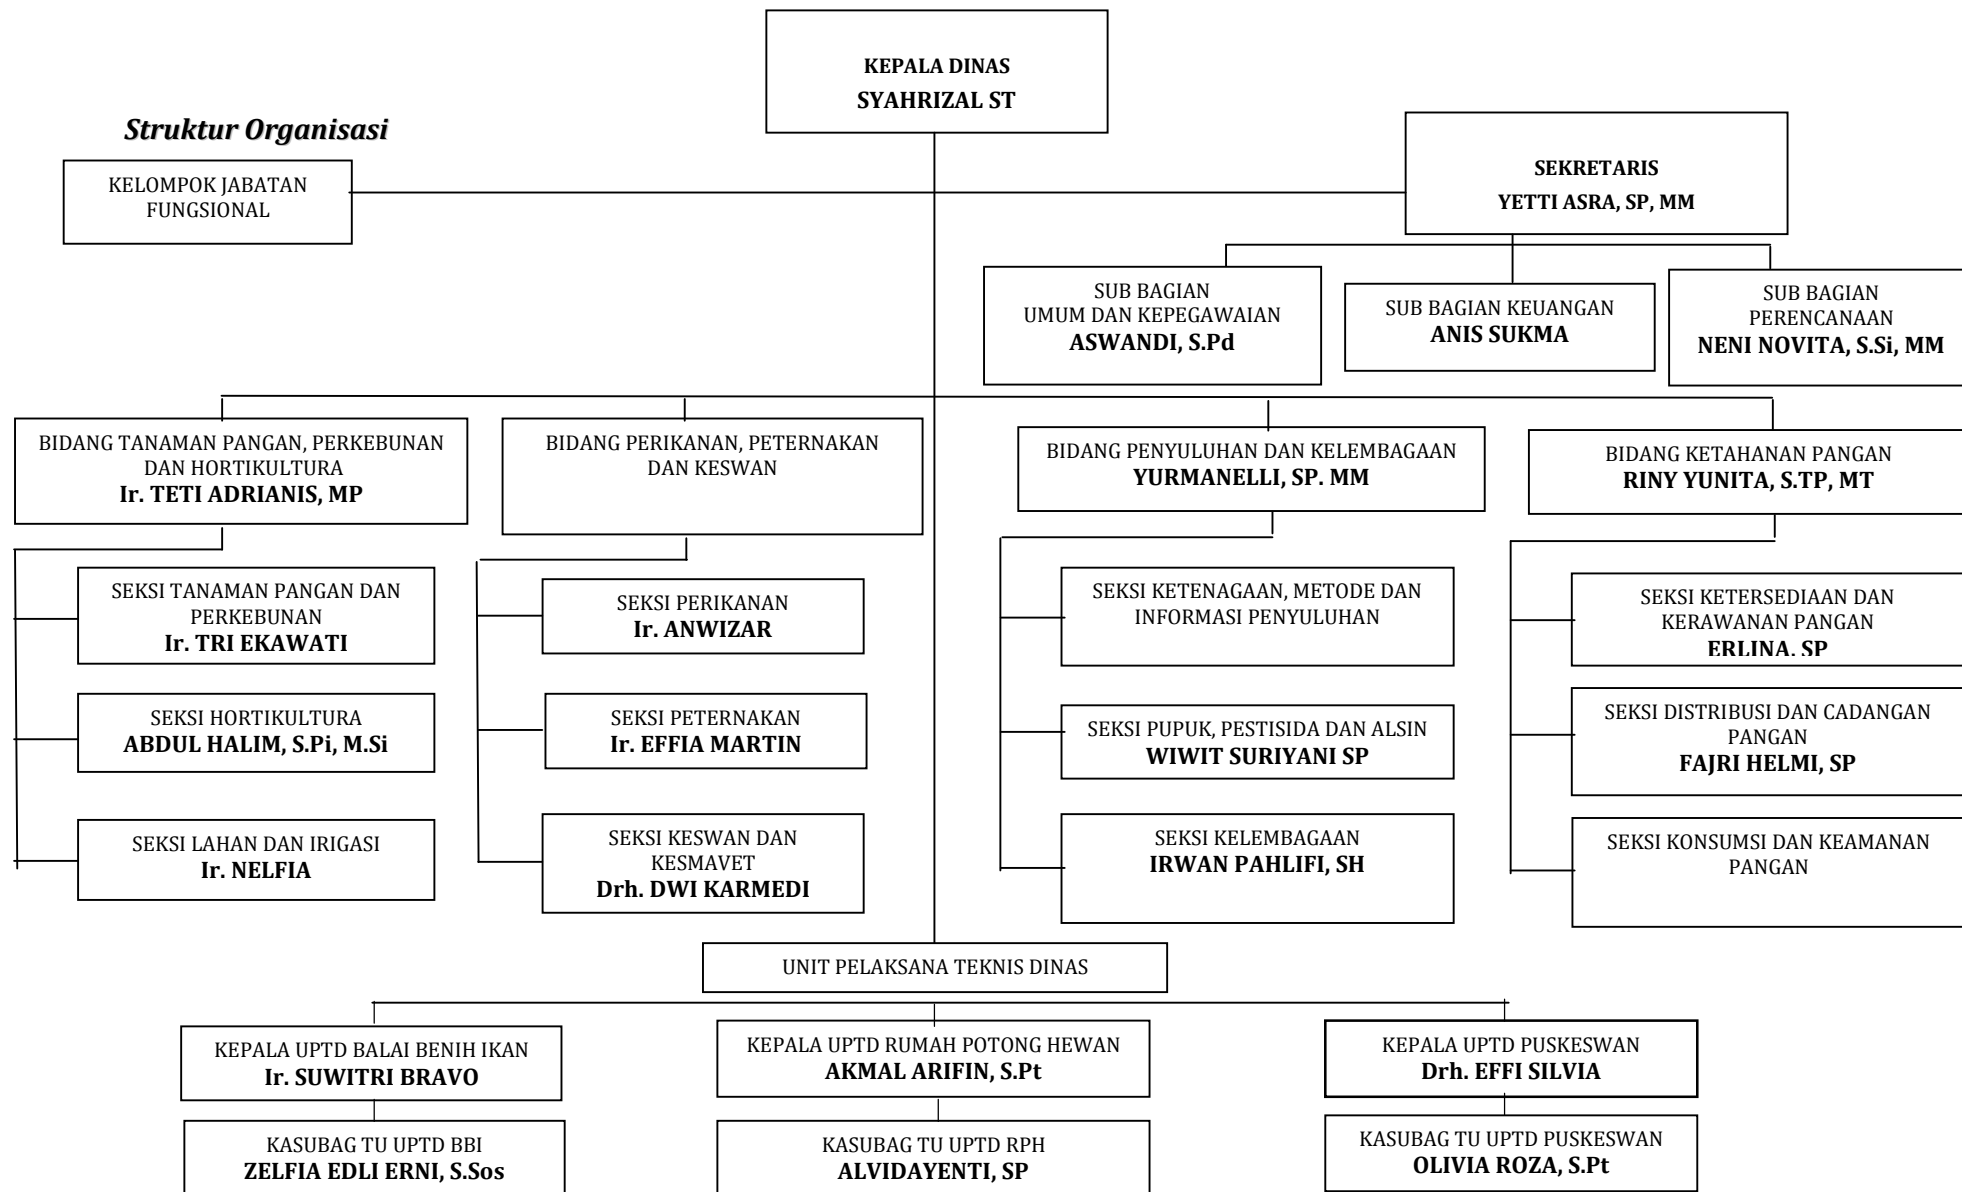 KEPALA DINAS
SYAHRIZAL ST
Struktur Organisasi
KELOMPOK JABATAN
FUNGSIONAL
SEKRETARIS
YETTI ASRA, SP, MM
SUB BAGIAN
UMUM DAN KEPEGAWAIAN
ASWANDI, S.Pd
SUB BAGIAN KEUANGAN
ANIS SUKMA
SUB BAGIAN
PERENCANAAN
NENI NOVITA, S.Si, MM
BIDANG TANAMAN PANGAN, PERKEBUNAN
DAN HORTIKULTURA
Ir. TETI ADRIANIS, MP
BIDANG PERIKANAN, PETERNAKAN
DAN KESWAN
BIDANG PENYULUHAN DAN KELEMBAGAAN
YURMANELLI, SP. MM
BIDANG KETAHANAN PANGAN
RINY YUNITA, S.TP, MT
SEKSI TANAMAN PANGAN DAN
PERKEBUNAN
Ir. TRI EKAWATI
SEKSI PERIKANAN
Ir. ANWIZAR
SEKSI KETENAGAAN, METODE DAN
INFORMASI PENYULUHAN
SEKSI KETERSEDIAAN DAN
KERAWANAN PANGAN
ERLINA, SP
SEKSI HORTIKULTURA
ABDUL HALIM, S.Pi, M.Si
SEKSI PETERNAKAN
Ir. EFFIA MARTIN
SEKSI PUPUK, PESTISIDA DAN ALSIN
WIWIT SURIYANI SP
SEKSI DISTRIBUSI DAN CADANGAN
PANGAN
FAJRI HELMI, SP
SEKSI LAHAN DAN IRIGASI
Ir. NELFIA
SEKSI KESWAN DAN
KESMAVET
Drh. DWI KARMEDI
SEKSI KELEMBAGAAN
IRWAN PAHLIFI, SH
SEKSI KONSUMSI DAN KEAMANAN
PANGAN
UNIT PELAKSANA TEKNIS DINAS
KEPALA UPTD BALAI BENIH IKAN
Ir. SUWITRI BRAVO
KEPALA UPTD RUMAH POTONG HEWAN
AKMAL ARIFIN, S.Pt
KEPALA UPTD PUSKESWAN
Drh. EFFI SILVIA
KASUBAG TU UPTD BBI
ZELFIA EDLI ERNI, S.Sos
KASUBAG TU UPTD RPH
ALVIDAYENTI, SP
KASUBAG TU UPTD PUSKESWAN
OLIVIA ROZA, S.Pt